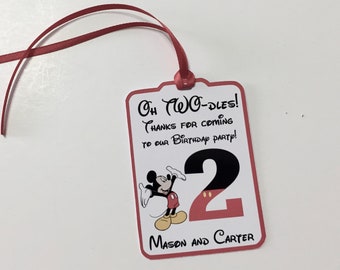 Oh TWO-dles!
Thanks for coming
to our Birthday party!
2
Mason and Carter